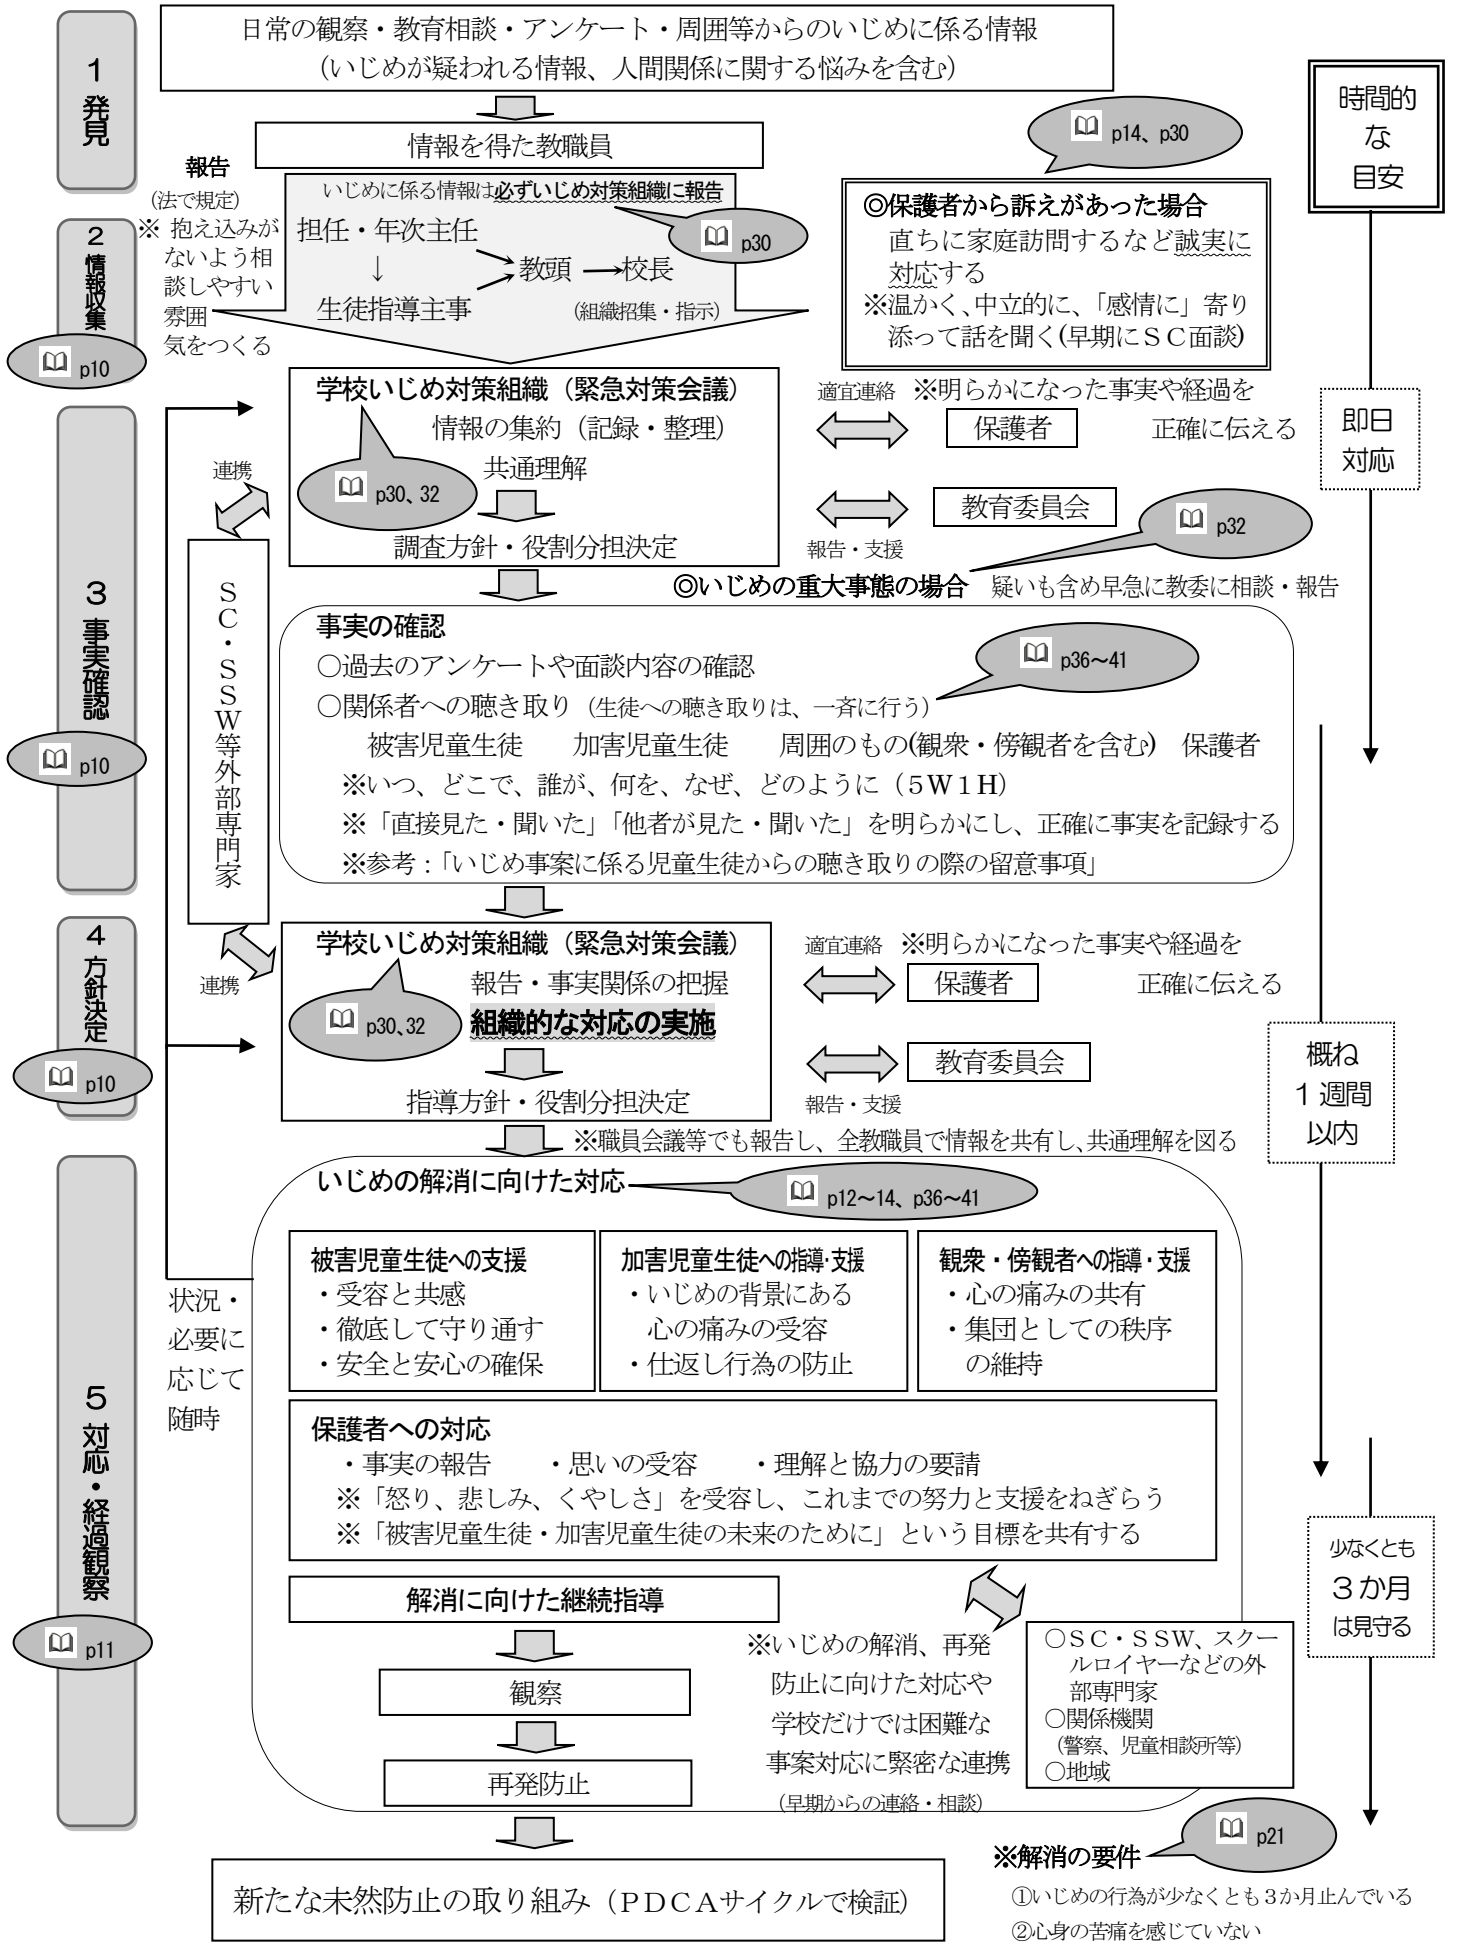 1 発見
日常の観察・教育相談・アンケート・周囲等からのいじめに係る情報
（いじめが疑われる情報、人間関係に関する悩みを含む）
情報を得た教職員
時間的
な
目安
p14、p30
報告
（法で規定）
※ 抱え込みが
ないよう相
談しやすい
雰囲
気をつくる
いじめに係る情報は必ずいじめ対策組織に報告
p30
担任・年次主任
↓
生徒指導主事
教頭
校長
（組織招集・指示）
◎保護者から訴えがあった場合
直ちに家庭訪問するなど誠実に
対応する
※温かく、中立的に、「感情に」寄り
添って話を聞く(早期にＳＣ面談)
2 情報収集
p10
学校いじめ対策組織（緊急対策会議）
情報の集約（記録・整理）
共通理解
p30、32
調査方針・役割分担決定
適宜連絡 ※明らかになった事実や経過を
保護者 正確に伝える
教育委員会
報告・支援
p32
即日
対応
連携
ＳＣ・ＳＳＷ等外部専門家
◎いじめの重大事態の場合 疑いも含め早急に教委に相談・報告
3 事実確認
p10
事実の確認
○過去のアンケートや面談内容の確認
p36～41
○関係者への聴き取り（生徒への聴き取りは、一斉に行う）
被害児童生徒 加害児童生徒 周囲のもの(観衆・傍観者を含む) 保護者
※いつ、どこで、誰が、何を、なぜ、どのように（５Ｗ１Ｈ）
※「直接見た・聞いた」「他者が見た・聞いた」を明らかにし、正確に事実を記録する
※参考：「いじめ事案に係る児童生徒からの聴き取りの際の留意事項」
4 方針決定
p10
連携
学校いじめ対策組織（緊急対策会議）
報告・事実関係の把握
p30、32
組織的な対応の実施
指導方針・役割分担決定
適宜連絡 ※明らかになった事実や経過を
保護者 正確に伝える
教育委員会
報告・支援
概ね
１週間
以内
※職員会議等でも報告し、全教職員で情報を共有し、共通理解を図る
5 対応・経過観察
p11
状況・
必要に
応じて
随時
いじめの解消に向けた対応
p12～14、p36～41
被害児童生徒への支援
・受容と共感
・徹底して守り通す
・安全と安心の確保
加害児童生徒への指導・支援
・いじめの背景にある
心の痛みの受容
・仕返し行為の防止
観衆・傍観者への指導・支援
・心の痛みの共有
・集団としての秩序
の維持
保護者への対応
・事実の報告 ・思いの受容 ・理解と協力の要請
※「怒り、悲しみ、くやしさ」を受容し、これまでの努力と支援をねぎらう
※「被害児童生徒・加害児童生徒の未来のために」という目標を共有する
少なくとも
３か月
は見守る
解消に向けた継続指導
観察
再発防止
※いじめの解消、再発
防止に向けた対応や
学校だけでは困難な
事案対応に緊密な連携
（早期からの連絡・相談）
○ＳＣ・ＳＳＷ、スクー
ルロイヤーなどの外
部専門家
○関係機関
（警察、児童相談所等）
○地域
新たな未然防止の取り組み（ＰＤＣＡサイクルで検証）
p21
※解消の要件
①いじめの行為が少なくとも３か月止んでいる
②心身の苦痛を感じていない